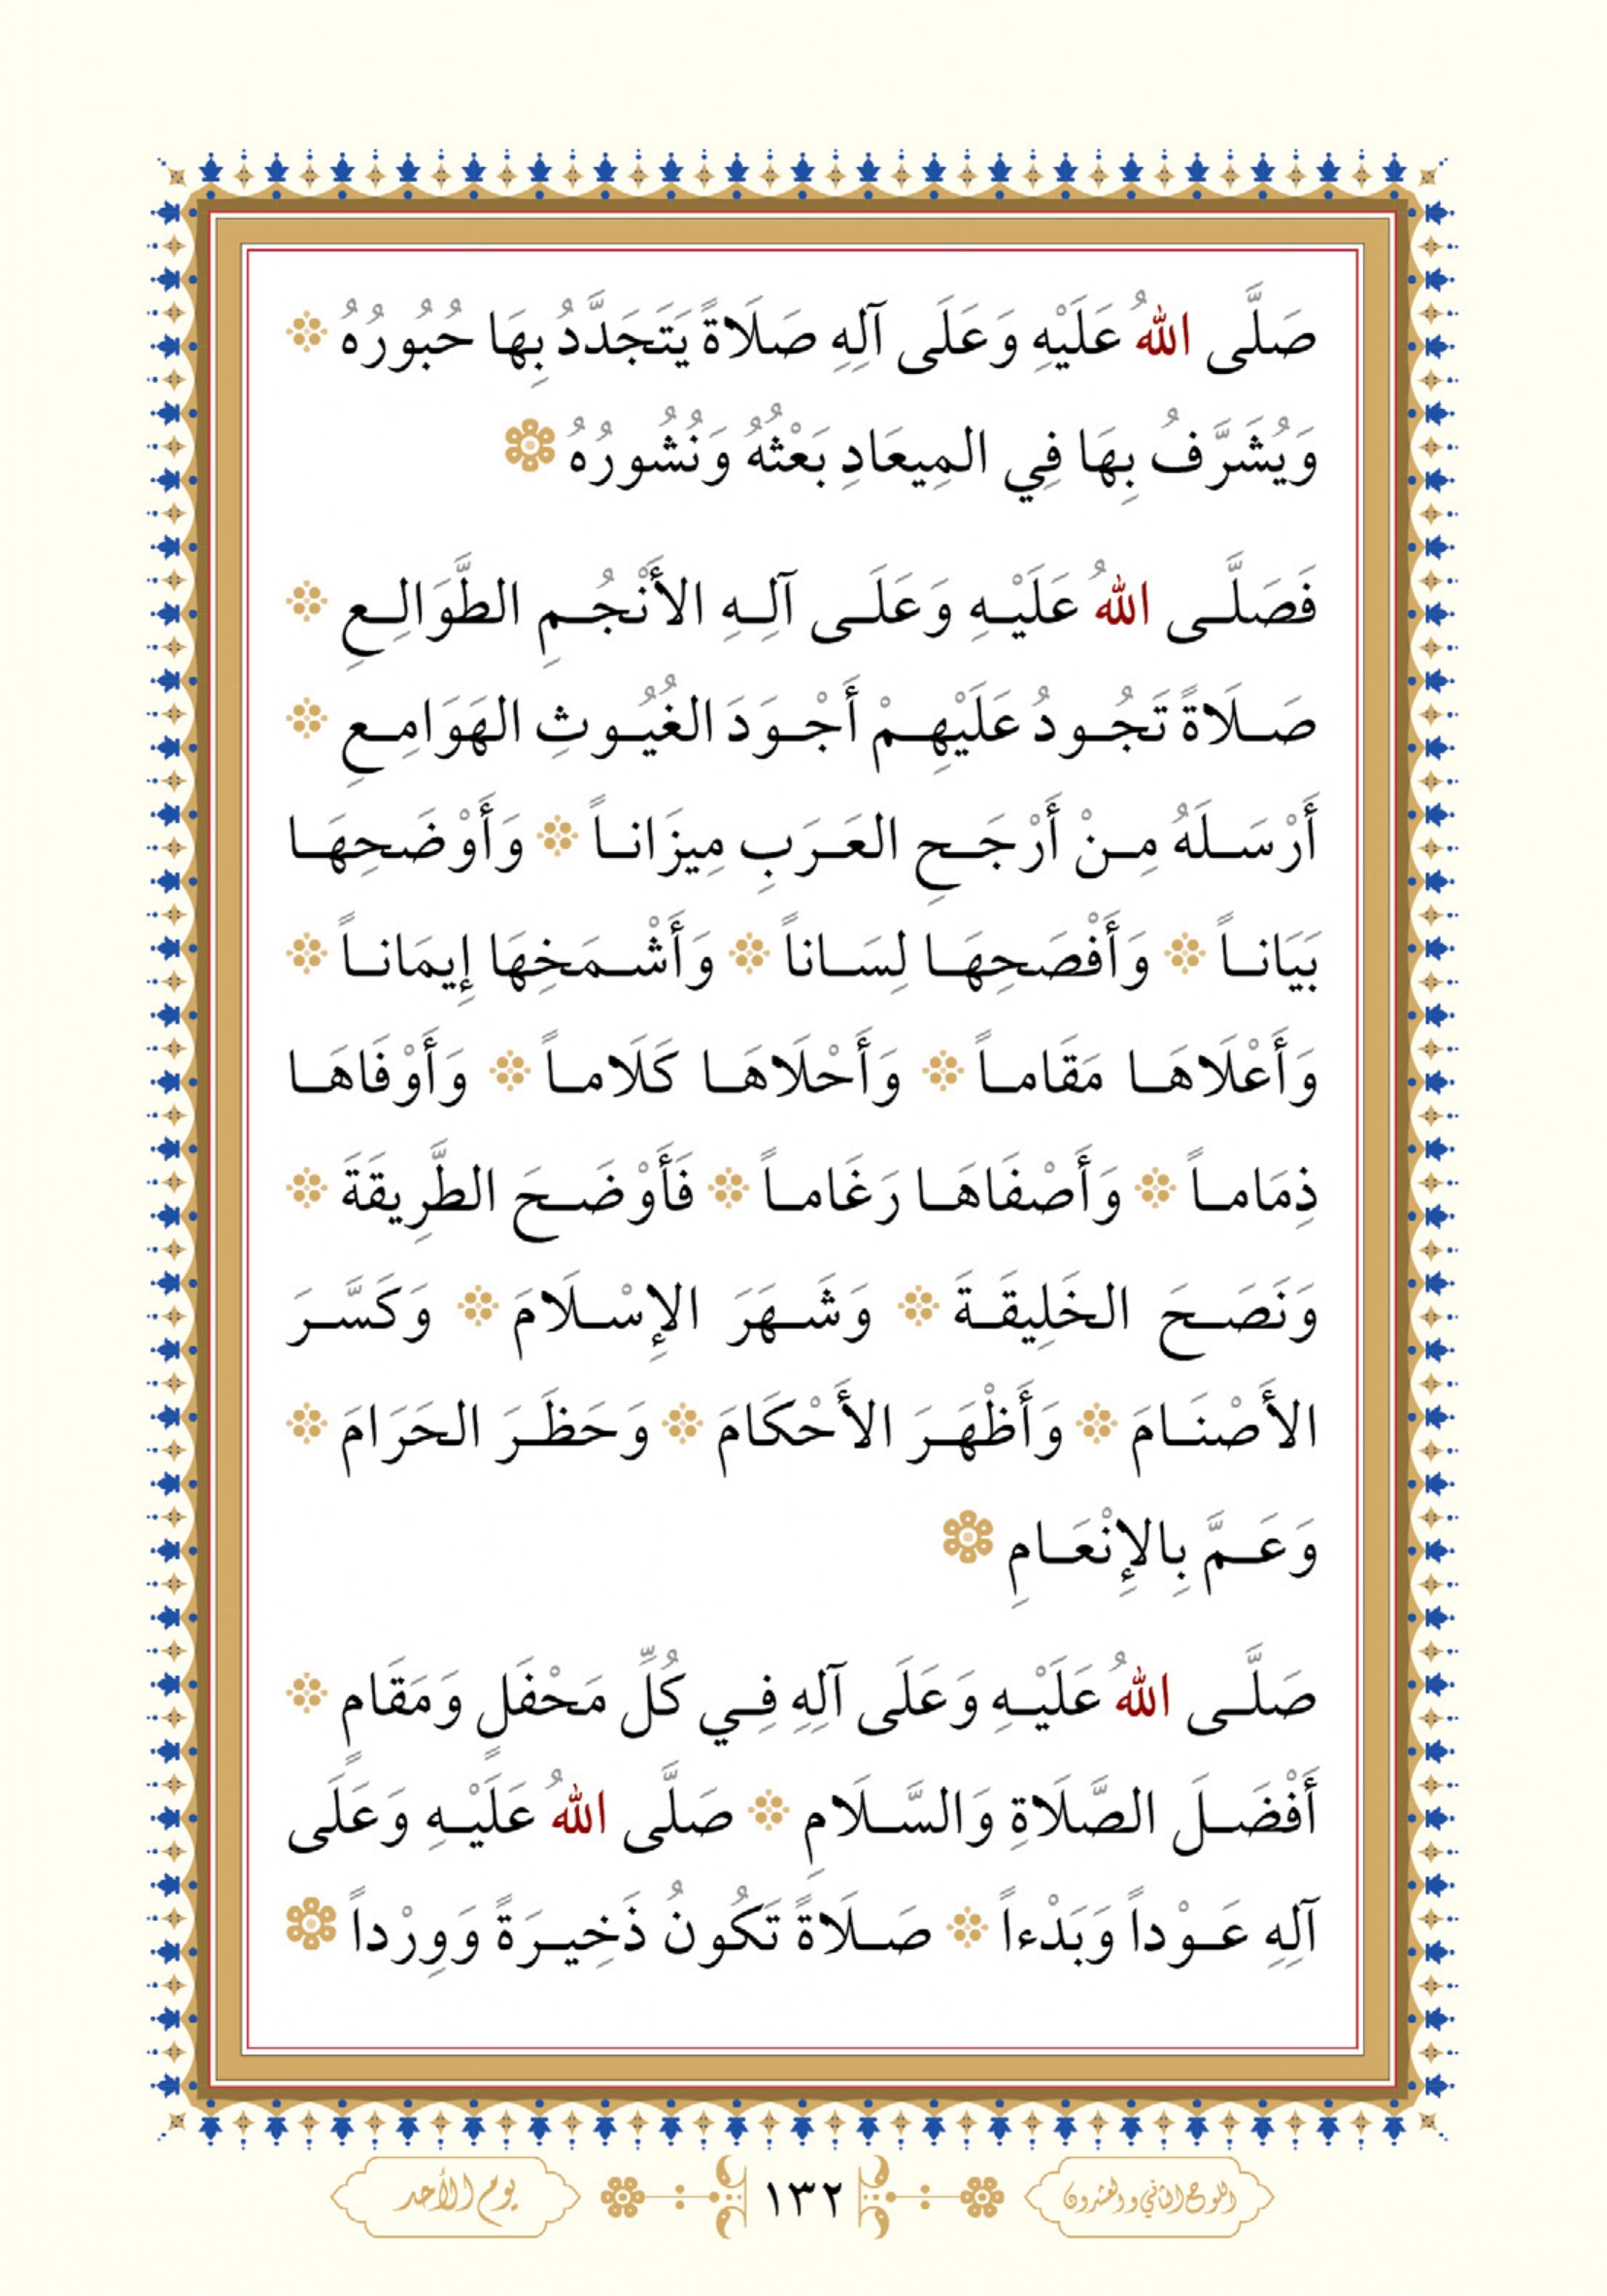 صَلَّى اللهُ عَلَيْهِ وَعَلَى آلِهِ صَلَاةً يَتَجَدَّدُ بِهَا حُبُورُهُ
وَيُشَرَّفُ بِهَا فِي المِيعَادِ بَعْثُهُ وَنُشُورُهُ
فَصَلَّى اللهُ عَلَيْهِ وَعَلَى آلِهِ الأَنْجُمِ الطَّوَالِعِ
صَلَاةً تَجُودُ عَلَيْهِمْ أَجْوَدَ الغُيُوثِ الهَوَامِعِ
أَرْسَلَهُ مِنْ أَرْجَحِ العَرَبِ مِيزَاناً وَأَوْضَحِهَا
بَيَاناً وَأَفْصَحِهَا لِسَاناً وَأَشْمَخِهَا إِيمَاناً
وَأَعْلَاهَا مَقَاماً وَأَحْلَاهَا كَلَاماً وَأَوْفَاهَا
ذِمَاماً وَأَصْفَاهَا رَغَاماً فَأَوْضَحَ الطَّرِيقَةَ
وَنَصَحَ الخَلِيقَةَ وَشَهَرَ الإِسْلَامَ وَكَسَّرَ
الأَصْنَامَ وَأَظْهَرَ الأَحْكَامَ وَحَظَرَ الحَرَامَ
وَعَمَّ بِالإِنْعَامِ
صَلَّى اللهُ عَلَيْهِ وَعَلَى آلِهِ فِي كُلِّ مَحْفَلٍ وَمَقَامٍ
أَفْضَلَ الصَّلَاةِ وَالسَّلَامِ صَلَّى اللهُ عَلَيْهِ وَعَلَى
آلِهِ عَوْداً وَبَدْءاً صَلَاةً تَكُونُ ذَخِيرَةً وَوِرْداً
اللوح الثاني والعشرون ١٣٢ يوم الأحد